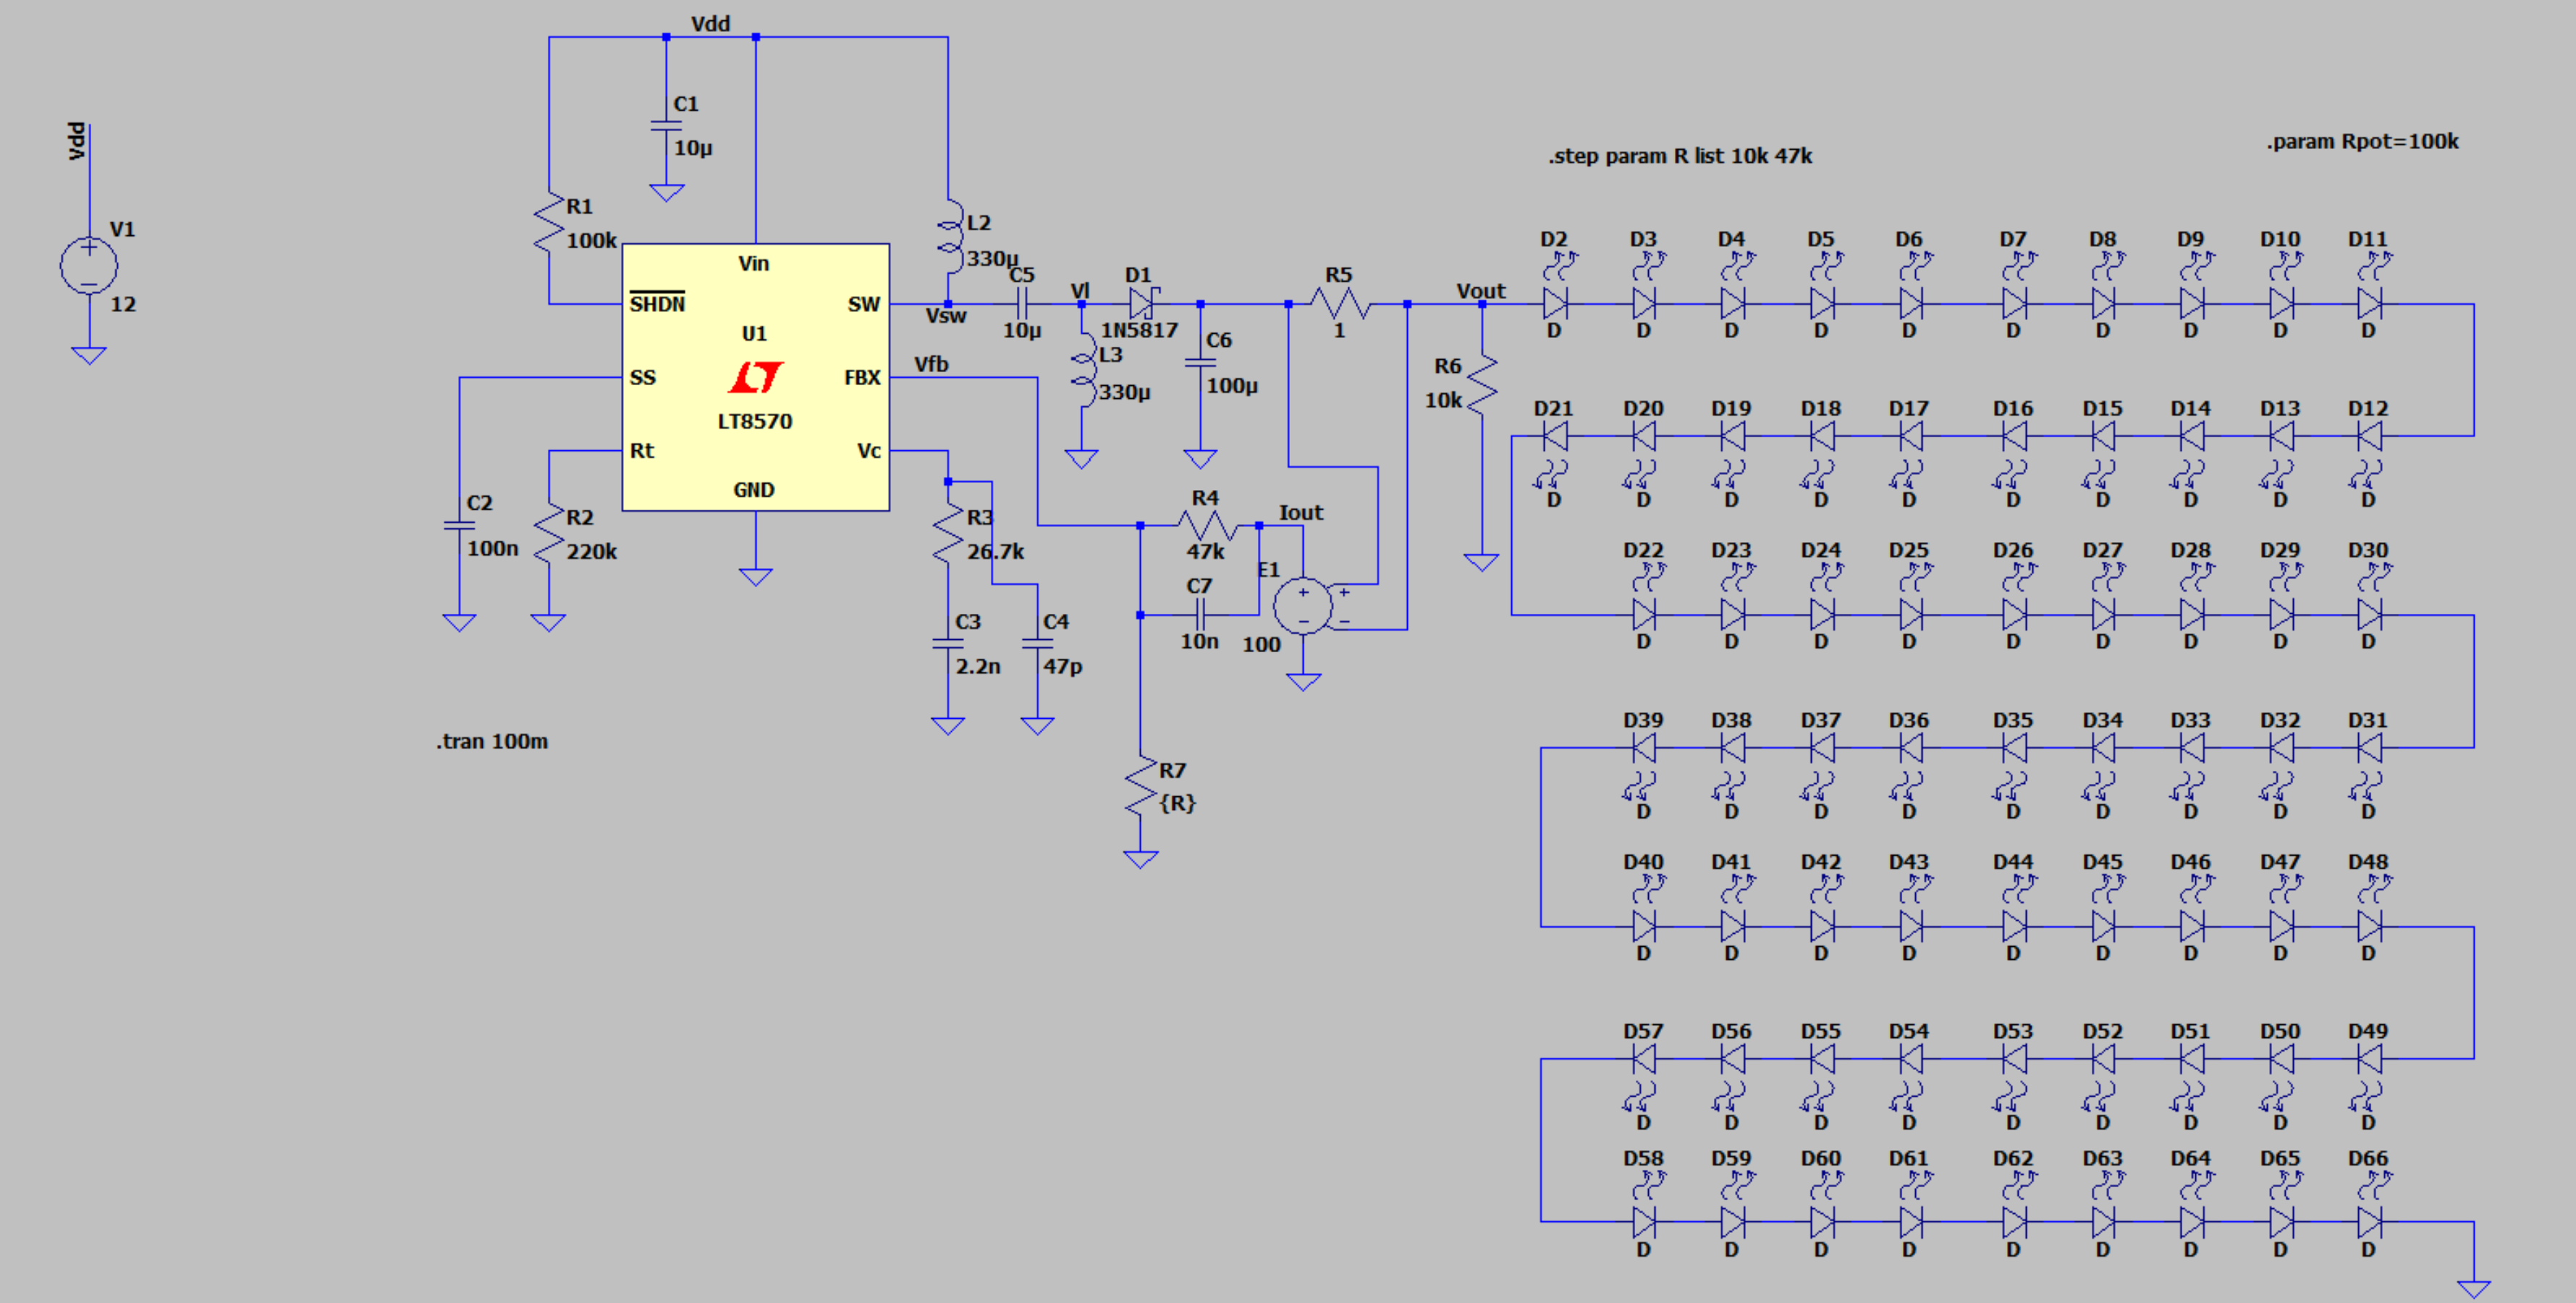 Vdd
C1
10µ
Vdd
V1
12
R1
100k
L2
330µ
Vin
SHDN
SW
U1
SS
FBX
LT8570
Rt
Vc
GND
Vsw
Vfb
C5
10µ
Vl
D1
1N5817
L3
330µ
C6
100µ
R5
1
Vout
R6
10k
.step param R list 10k 47k
.param Rpot=100k
C2
100n
R2
220k
R3
26.7k
C3
2.2n
C4
47p
R4
47k
Iout
E1
100
C7
10n
R7
{R}
.tran 100m
D2 D3 D4 D5 D6 D7 D8 D9 D10 D11
D D D D D D D D D D
D21 D20 D19 D18 D17 D16 D15 D14 D13 D12
D D D D D D D D D D
D22 D23 D24 D25 D26 D27 D28 D29 D30
D D D D D D D D D
D39 D38 D37 D36 D35 D34 D33 D32 D31
D D D D D D D D D
D40 D41 D42 D43 D44 D45 D46 D47 D48
D D D D D D D D D
D57 D56 D55 D54 D53 D52 D51 D50 D49
D D D D D D D D D
D58 D59 D60 D61 D62 D63 D64 D65 D66
D D D D D D D D D